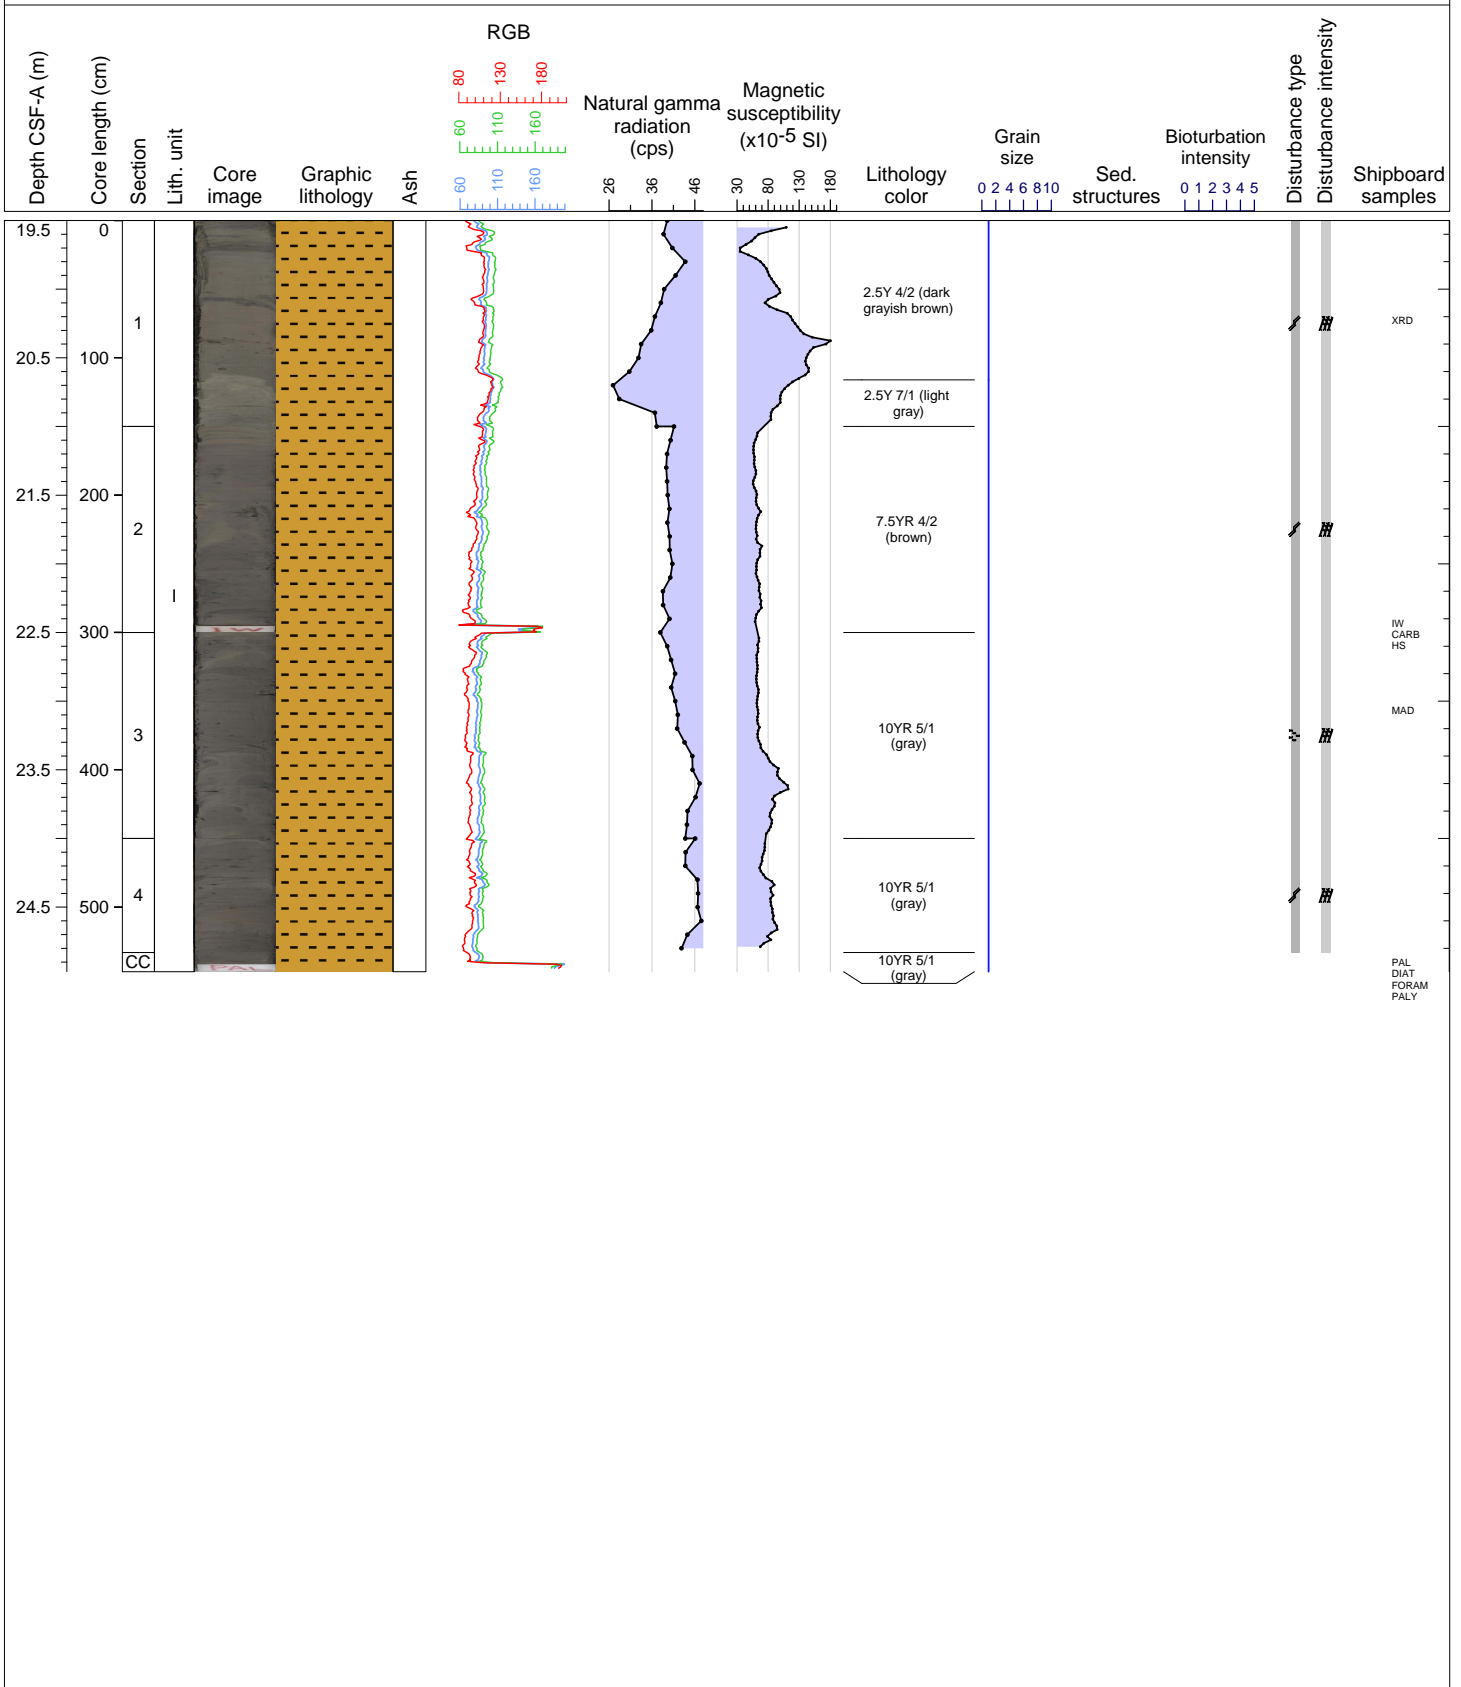 Depth CSF-A (m)
Core length (cm)
Section
Lith. unit
Core
image
Graphic
lithology
Ash
RGB
80 130 180
60 110 160
60 110 160
Natural gamma
radiation
(cps)
26 36 46
Magnetic
susceptibility
(x10-5 SI)
30 80 130 180
Lithology
color
Grain
size
0 2 4 6 8 10
Sed.
structures
Bioturbation
intensity
0 1 2 3 4 5
Disturbance type
Disturbance intensity
Shipboard
samples
19.5 0
2.5Y 4/2 (dark
grayish brown)
1
XRD
20.5 100
2.5Y 7/1 (light
gray)
21.5 200
2
7.5YR 4/2
(brown)
I
IW
22.5 300
IW
CARB
HS
MAD
3
10YR 5/1
(gray)
23.5 400
4
10YR 5/1
(gray)
24.5 500
CC
PAL
10YR 5/1
(gray)
PAL
DIAT
FORAM
PALY